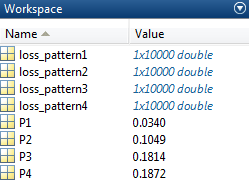 Workspace
Name Value
loss_pattern1 1x10000 double
loss_pattern2 1x10000 double
loss_pattern3 1x10000 double
loss_pattern4 1x10000 double
P1 0.0340
P2 0.1049
P3 0.1814
P4 0.1872